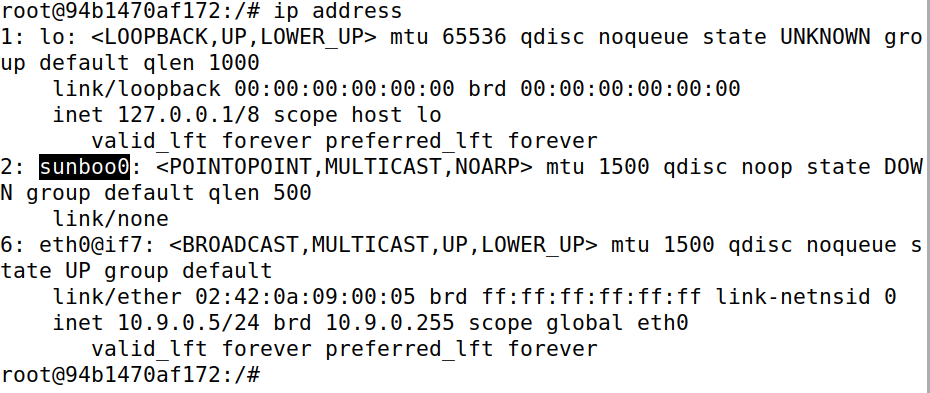 root@94b1470af172:/# ip address
1: lo: <LOOPBACK,UP,LOWER_UP> mtu 65536 qdisc noqueue state UNKNOWN gro
up default qlen 1000
    link/loopback 00:00:00:00:00:00 brd 00:00:00:00:00:00
    inet 127.0.0.1/8 scope host lo
       valid_lft forever preferred_lft forever
2: sunboo0: <POINTOPOINT,MULTICAST,NOARP> mtu 1500 qdisc noop state DOW
N group default qlen 500
    link/none
6: eth0@if7: <BROADCAST,MULTICAST,UP,LOWER_UP> mtu 1500 qdisc noqueue s
tate UP group default
    link/ether 02:42:0a:09:00:05 brd ff:ff:ff:ff:ff:ff link-netnsid 0
    inet 10.9.0.5/24 brd 10.9.0.255 scope global eth0
       valid_lft forever preferred_lft forever
root@94b1470af172:/#